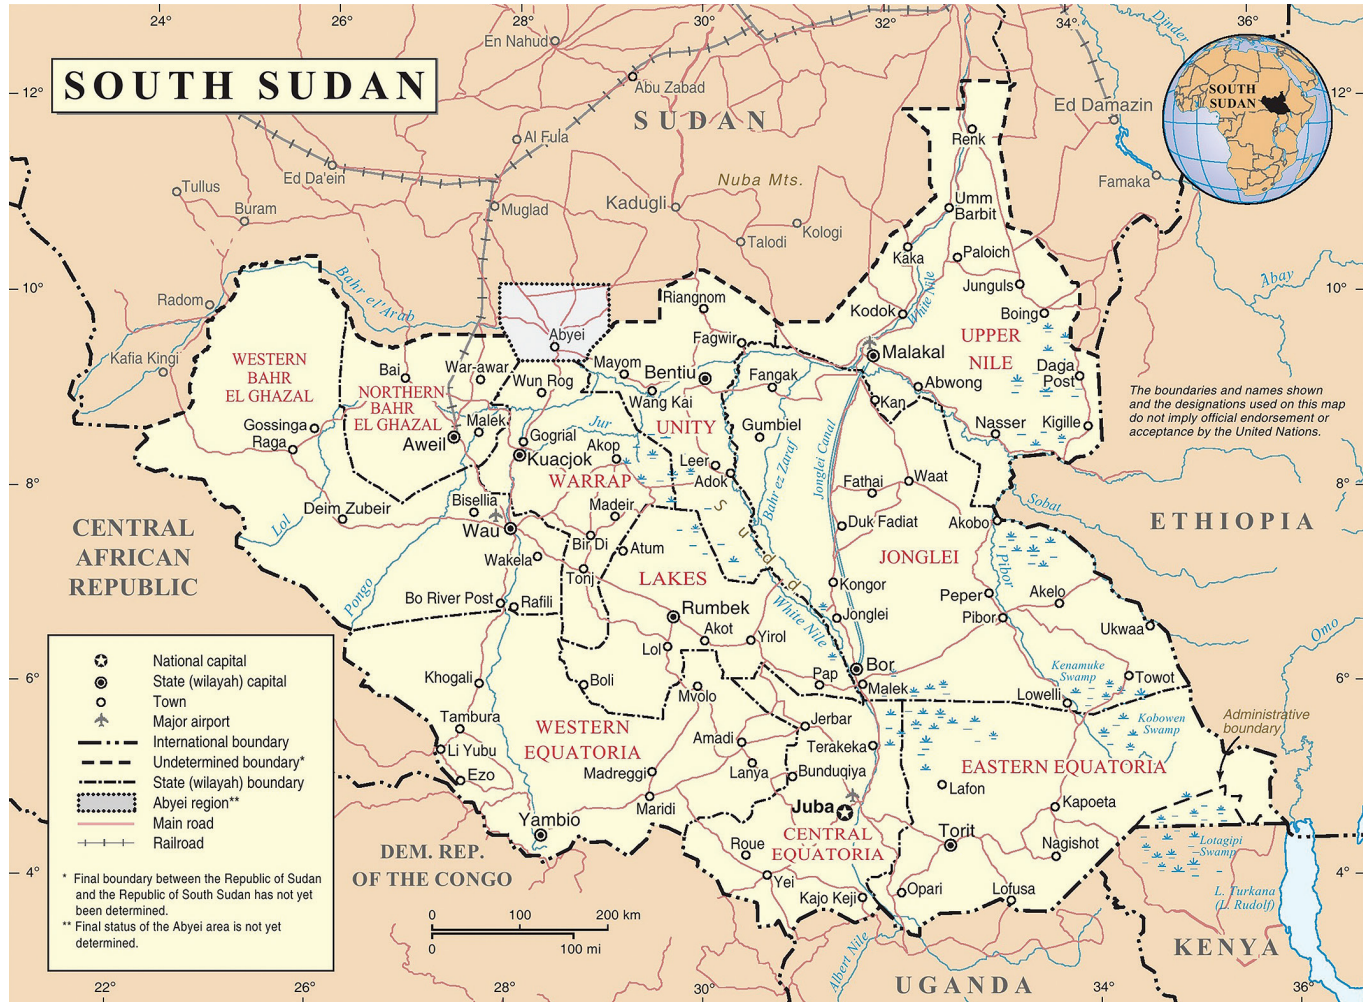 24°
26°
28°
30°
32°
34°
36°
SOUTH SUDAN
En Nahud
Abu Zabad
SUDAN
Dinder
Ed Damazin
SOUTH
SUDAN
12°
12°
Al Fula
Renk
Ed Da'ein
Nuba Mts.
Famaka
Tullus
Buram
Muglad
Kadugli
Umm
Barbit
Talodi
Kologi
Kaka
Paloich
Bahr el'Arab
Abay
10°
10°
Radom
Riangnom
Junguls
White Nile
Kodok
Boing
Abyei
Fagwir
UPPER
NILE
Kafia Kingi
WESTERN
BAHR
EL GHAZAL
Bai
War-awar
Mayom
Bentiu
Malakal
Daga
Post
Wun Rog
Fangak
Abwong
The boundaries and names shown
and the designations used on this map
do not imply official endorsement or
acceptance by the United Nations.
NORTHERN
BAHR
EL GHAZAL
Wang Kai
Kan
Gossinga
Malek
Jur
UNITY
Gumbiel
Nasser
Kigille
Raga
Aweil
Gogrial
Akop
Kuacjok
Leer
Adok
Bahr ez Zaraf
Jonglei Canal
Waat
Fathai
8°
8°
WARRAP
Bisellia
Madeir
Sudd
Sobat
Deim Zubeir
Lol
Wau
Duk Fadiat
Akobo
ETHIOPIA
CENTRAL
AFRICAN
REPUBLIC
Bir Di
Atum
JONGLEI
Wakela
Tonj
LAKES
Pibor
Kongor
Peper
Akelo
Pongo
Bo River Post
Rafili
Rumbek
White Nile
Jonglei
Pibor
Ukwaa
Omo
Akot
Yirol
Lol
National capital
State (wilayah) capital
Town
Major airport
International boundary
Undetermined boundary*
State (wilayah) boundary
Abyei region**
Main road
Railroad
* Final boundary between the Republic of Sudan
and the Republic of South Sudan has not yet
been determined.
** Final status of the Abyei area is not yet
determined.
Bor
Kenamuke
Swamp
6°
6°
Khogali
Boli
Mvolo
Pap
Malek
Lowelli
Towot
Tambura
WESTERN
EQUATORIA
Jerbar
Kobowen
Swamp
Administrative
boundary
Li Yubu
Amadi
Terakeka
Ezo
Madreggi
Lanya
Bunduqiya
EASTERN EQUATORIA
Lafon
Maridi
Juba
Kapoeta
Yambio
CENTRAL
EQUATORIA
Torit
Roue
Nagishot
Lotagipi
Swamp
DEM. REP.
OF THE CONGO
4°
4°
Yei
Kajo Keji
Opari
Lofusa
L. Turkana
(L. Rudolf)
0
100
200 km
0
100 mi
Albert Nile
KENYA
UGANDA
22°
28°
30°
34°
36°